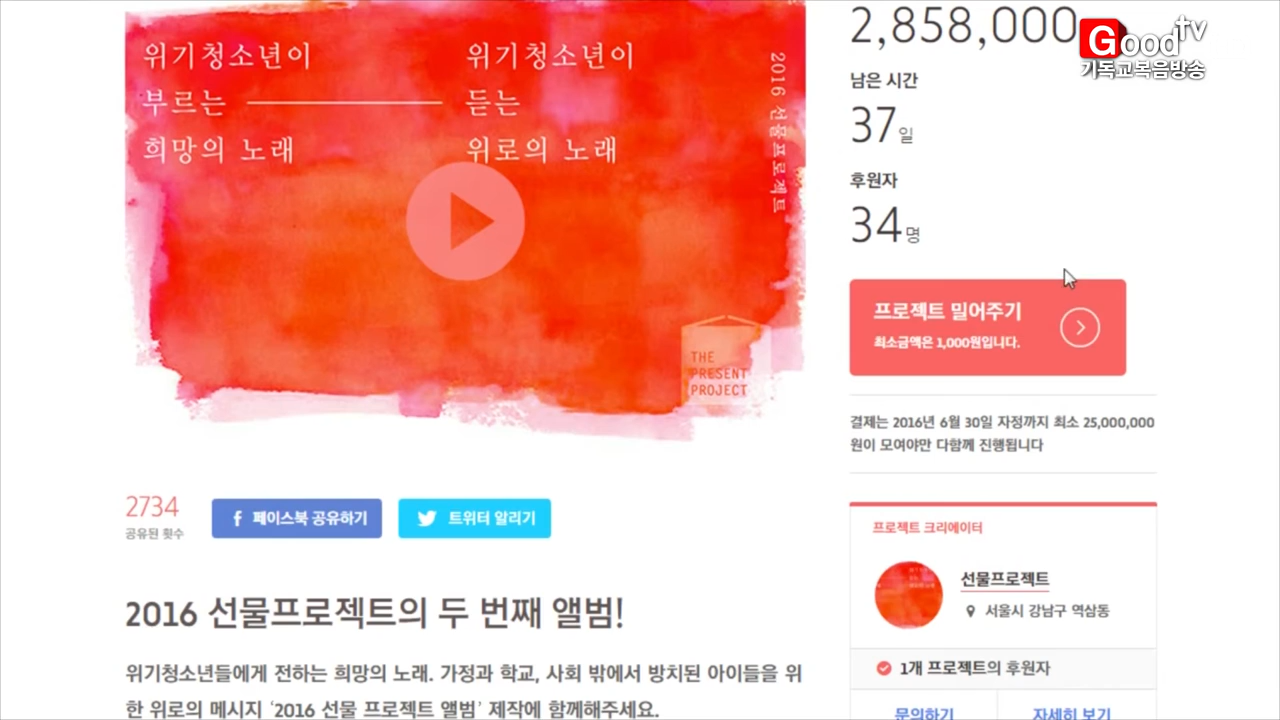 위기청소년이
부르는
희망의 노래
위기청소년이
듣는
위로의 노래
2016 선물프로젝트
THE
PRESENT
PROJECT
2734
공유된 횟수
페이스북 공유하기
트위터 알리기
2016 선물프로젝트의 두 번째 앨범!
위기청소년들에게 전하는 희망의 노래. 가정과 학교, 사회 밖에서 방치된 아이들을 위
한 위로의 메시지 ‘2016 선물 프로젝트 앨범’ 제작에 함께해주세요.
2,858,000
Good tv
기독교복음방송
남은 시간
37일
후원자
34명
프로젝트 밀어주기
최소금액은 1,000원입니다.
결제는 2016년 6월 30일 자정까지 최소 25,000,000
원이 모여야만 다함께 진행됩니다
프로젝트 크리에이터
선물프로젝트
서울시 강남구 역삼동
1개 프로젝트의 후원자
문의하기
자세히 보기